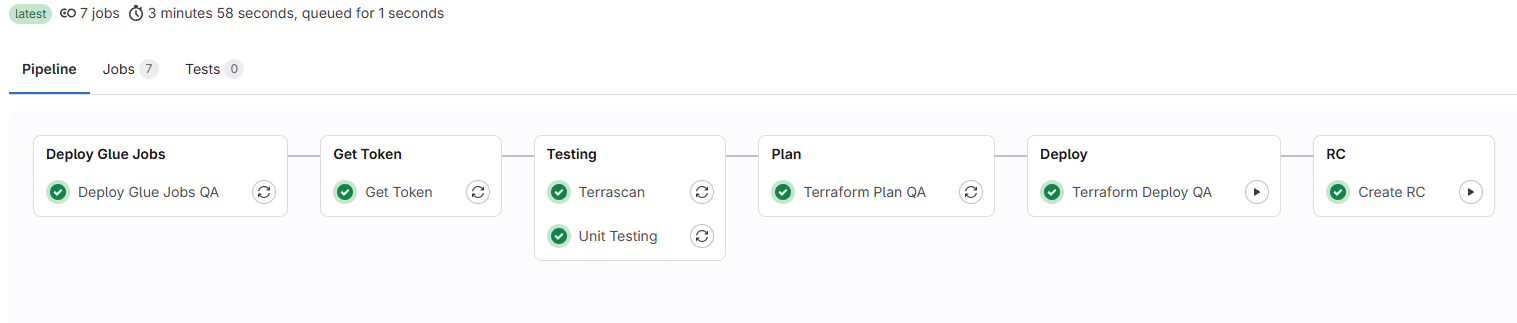 latest 7 jobs 3 minutes 58 seconds, queued for 1 seconds
Pipeline Jobs 7 Tests 0
Deploy Glue Jobs
Deploy Glue Jobs QA
Get Token
Get Token
Testing
Terrascan
Unit Testing
Plan
Terraform Plan QA
Deploy
Terraform Deploy QA
RC
Create RC